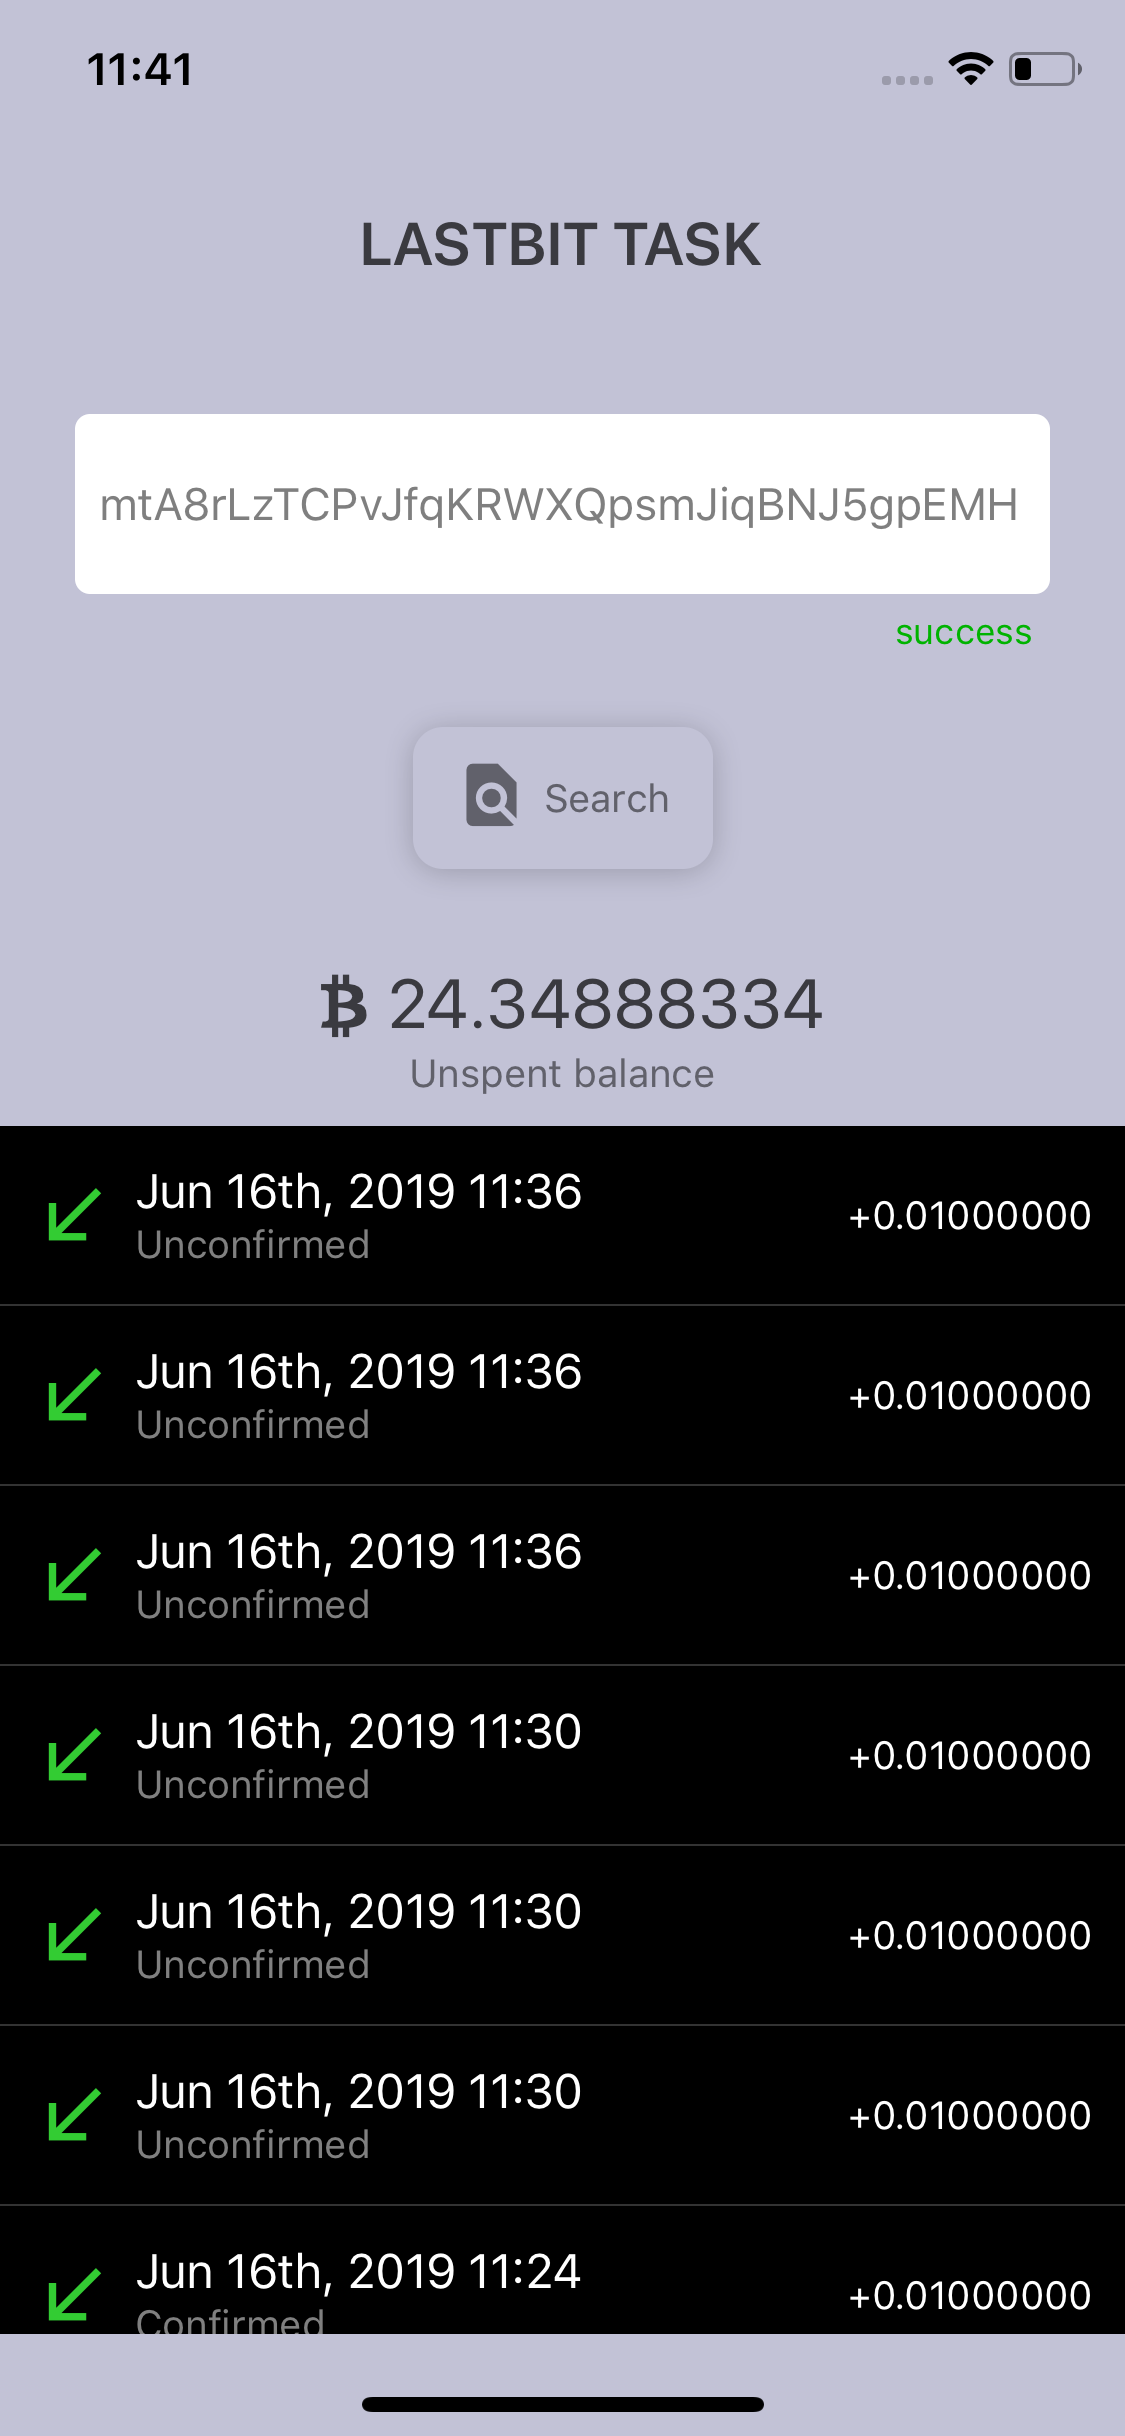 11:41
LASTBIT TASK
mtA8rLzTCPvJfqKRWXQpsmJiqBNJ5gpEMH
success
Search
₿ 24.34888334
Unspent balance
Jun 16th, 2019 11:36
Unconfirmed
+0.01000000
Jun 16th, 2019 11:36
Unconfirmed
+0.01000000
Jun 16th, 2019 11:36
Unconfirmed
+0.01000000
Jun 16th, 2019 11:30
Unconfirmed
+0.01000000
Jun 16th, 2019 11:30
Unconfirmed
+0.01000000
Jun 16th, 2019 11:30
Unconfirmed
+0.01000000
Jun 16th, 2019 11:24
Confirmed
+0.01000000